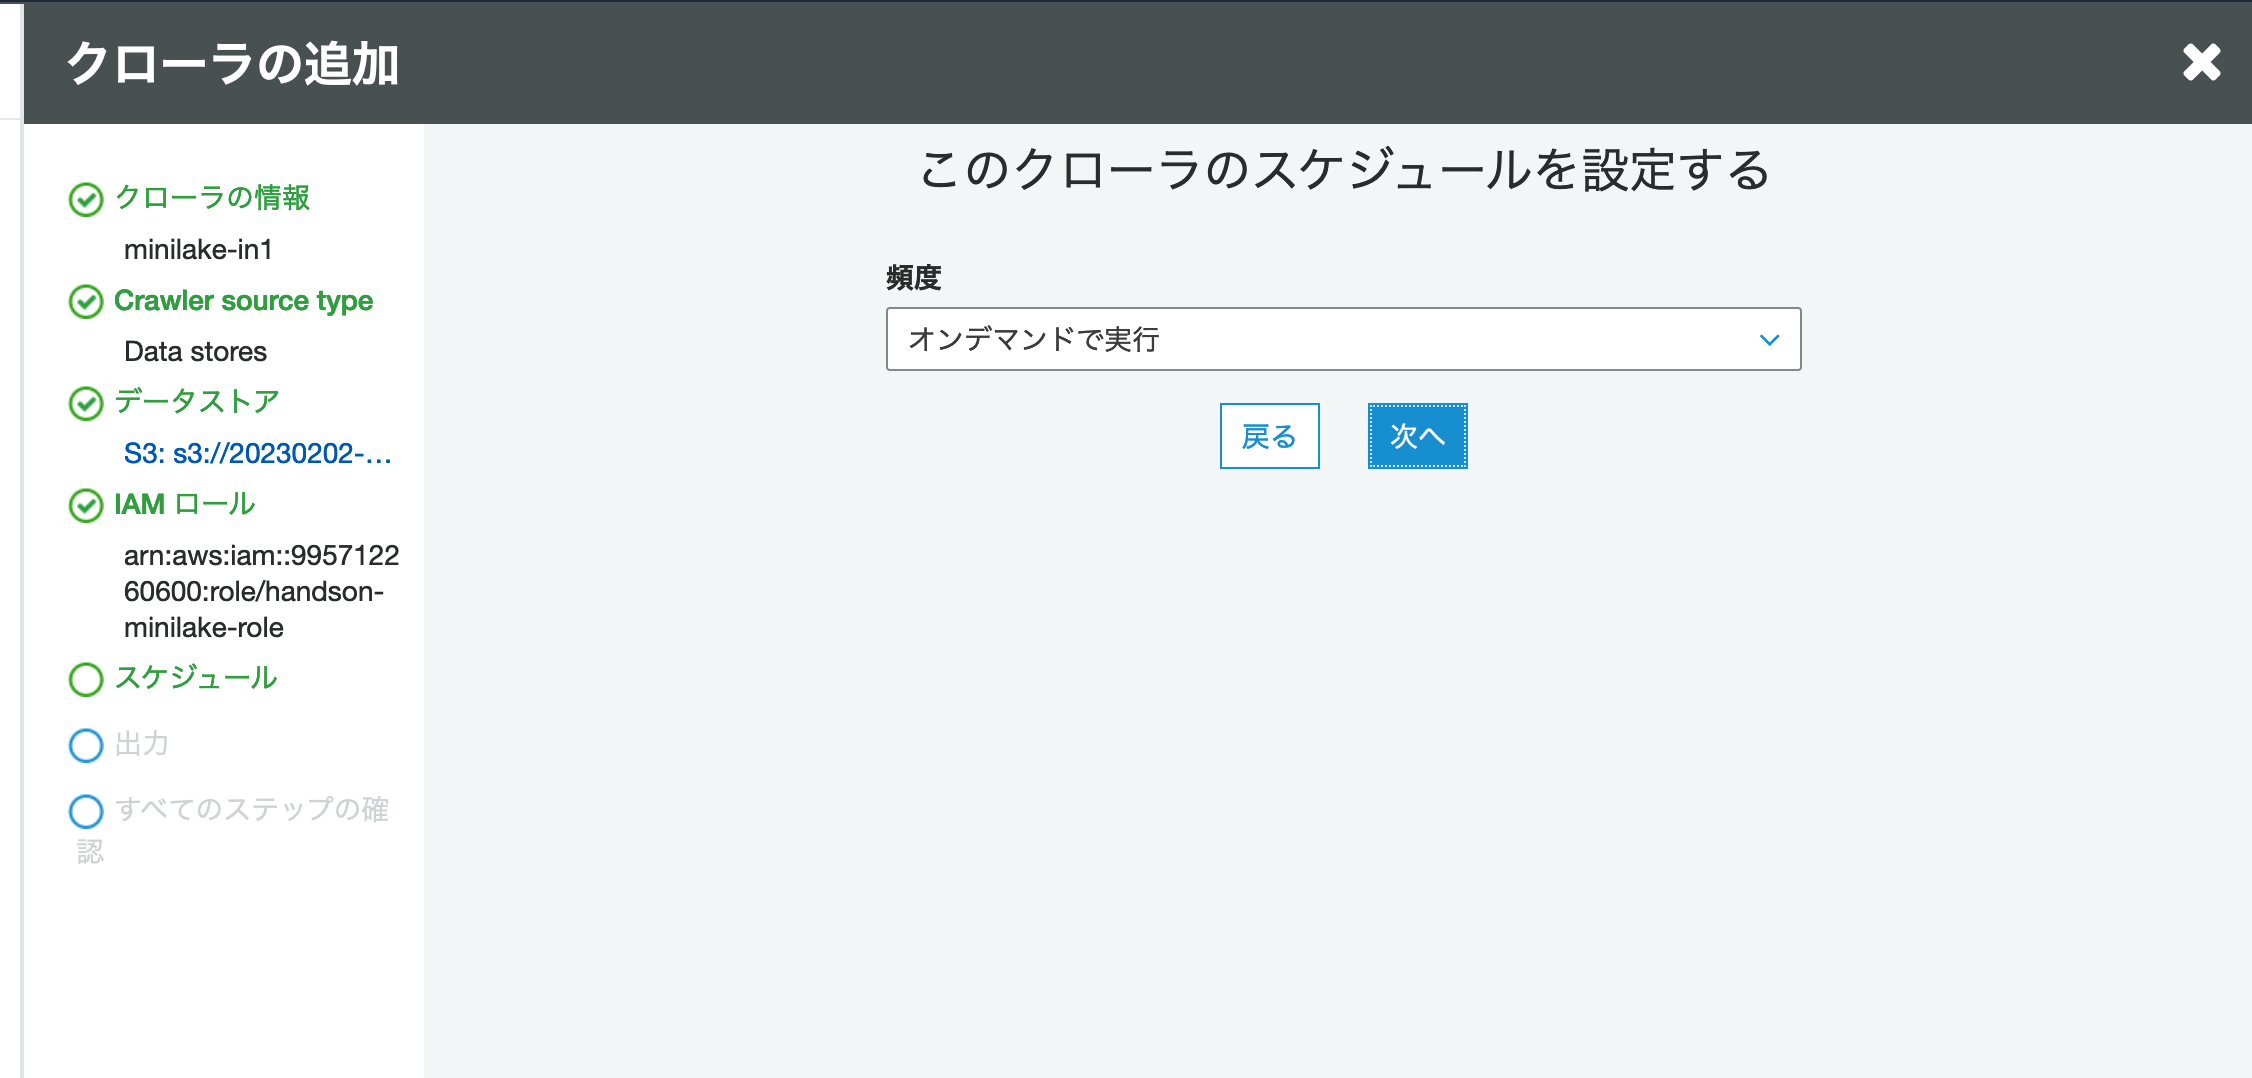 クローラの追加
クローラの情報
minilake-in1
Crawler source type
Data stores
データストア
S3: s3://20230202-...
IAM ロール
arn:aws:iam::9957122
60600:role/handson-
minilake-role
スケジュール
出力
すべてのステップの確
認
このクローラのスケジュールを設定する
頻度
オンデマンドで実行
戻る
次へ